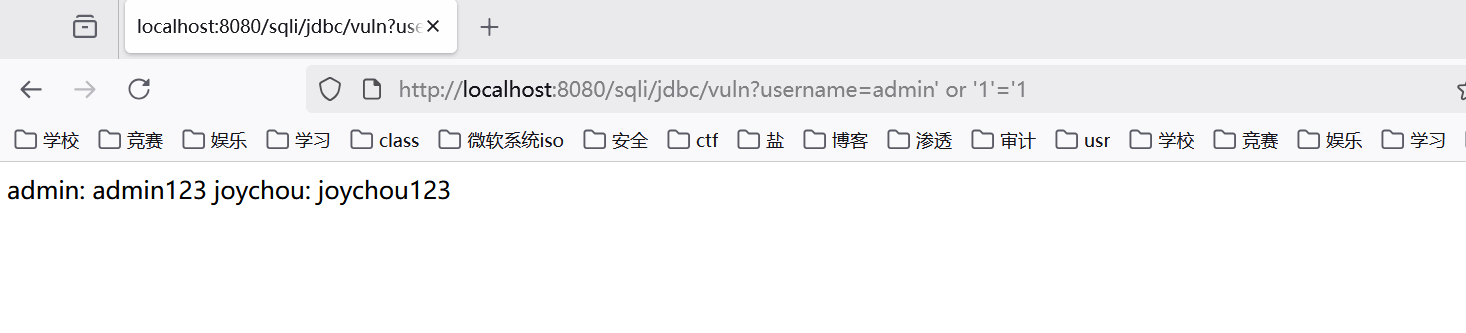 localhost:8080/sqli/jdbc/vuln?use
http://localhost:8080/sqli/jdbc/vuln?username=admin' or '1'='1
学校 竞赛 娱乐 学习 class 微软系统iso 安全 ctf 盐 博客 渗透 审计 usr 学校 竞赛 娱乐 学习
admin: admin123 joychou: joychou123